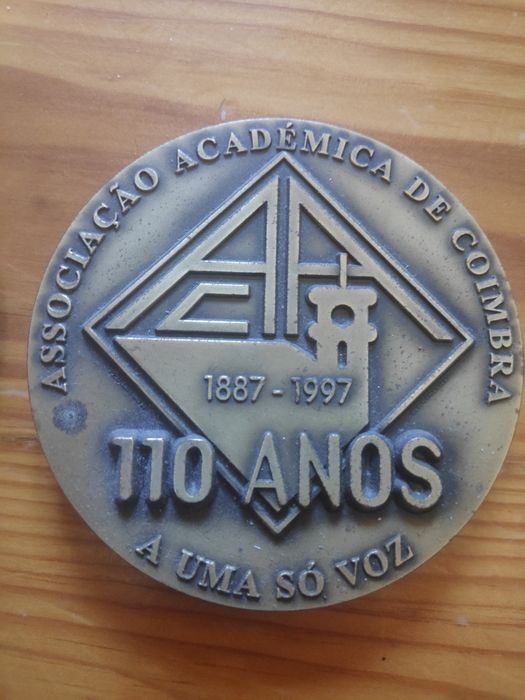 ASSOCIAÇÃO ACADÉMICA DE COIMBRA
1887 - 1997
110 ANOS
A UMA SÓ VOZ